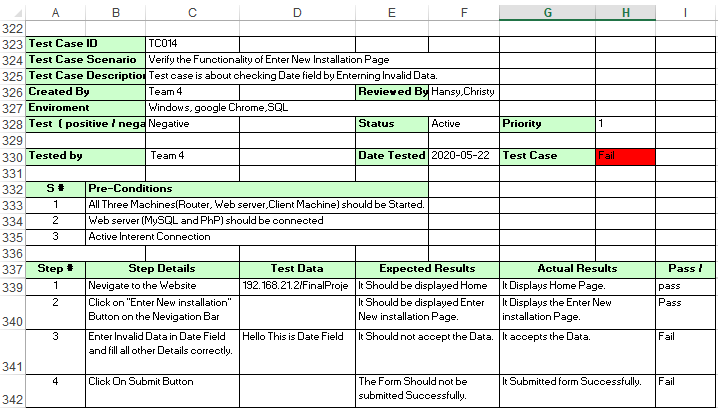 A B C D E F G H I
322
323 Test Case ID TC014
324 Test Case Scenario Verify the Functionality of Enter New Installation Page
325 Test Case Description Test case is about checking Date field by Enterning Invalid Data.
326 Created By Team 4 Reviewed By Hansy,Christy
327 Enviroment Windows, google Chrome,SQL
328 Test ( positive / nega Negative Status Active Priority 1
329
330 Tested by Team 4 Date Tested 2020-05-22 Test Case Fail
331
332 S # Pre-Conditions
333 1 All Three Machines(Router, Web server,Client Machine) should be Started.
334 2 Web server (MySQL and PhP) should be connected
335 3 Active Interent Connection
336
337 Step # Step Details Test Data Expected Results Actual Results Pass /
339 1 Nevigate to the Website 192.168.21.2/FinalProje It Should be displayed Home It Displays Home Page. pass
2 Click on "Enter New installation" It Should be displayed Enter It Displays the Enter New Pass
340 Button on the Nevigation Bar New installation Page. installation Page.
3 Enter Invalid Data in Date Field Hello This is Date Field It Should not accept the Data. It accepts the Data. Fail
and fill all other Details correctly.
341
4 Click On Submit Button The Form Should not be It Submitted form Successfully. Fail
342 submitted Successfully.